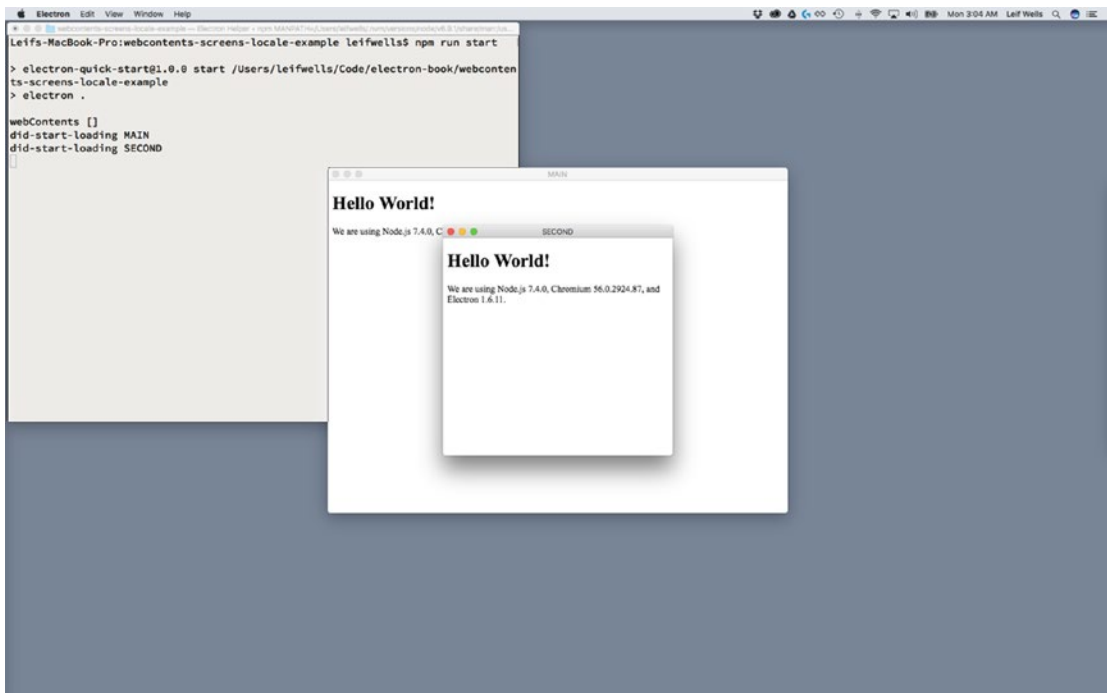 Electron Edit View Window Help
Mon 3:04 AM Leif Wells
Leifs-MacBook-Pro:webcontents-screens-locale-example leifwells$ npm run start
> electron-quick-start@1.0.0 start /Users/leifwells/Code/electron-book/webconten
ts-screens-locale-example
> electron .
webContents []
did-start-loading MAIN
did-start-loading SECOND
MAIN
Hello World!
We are using Node.js 7.4.0, C
SECOND
Hello World!
We are using Node.js 7.4.0, Chromium 56.0.2924.87, and
Electron 1.6.11.